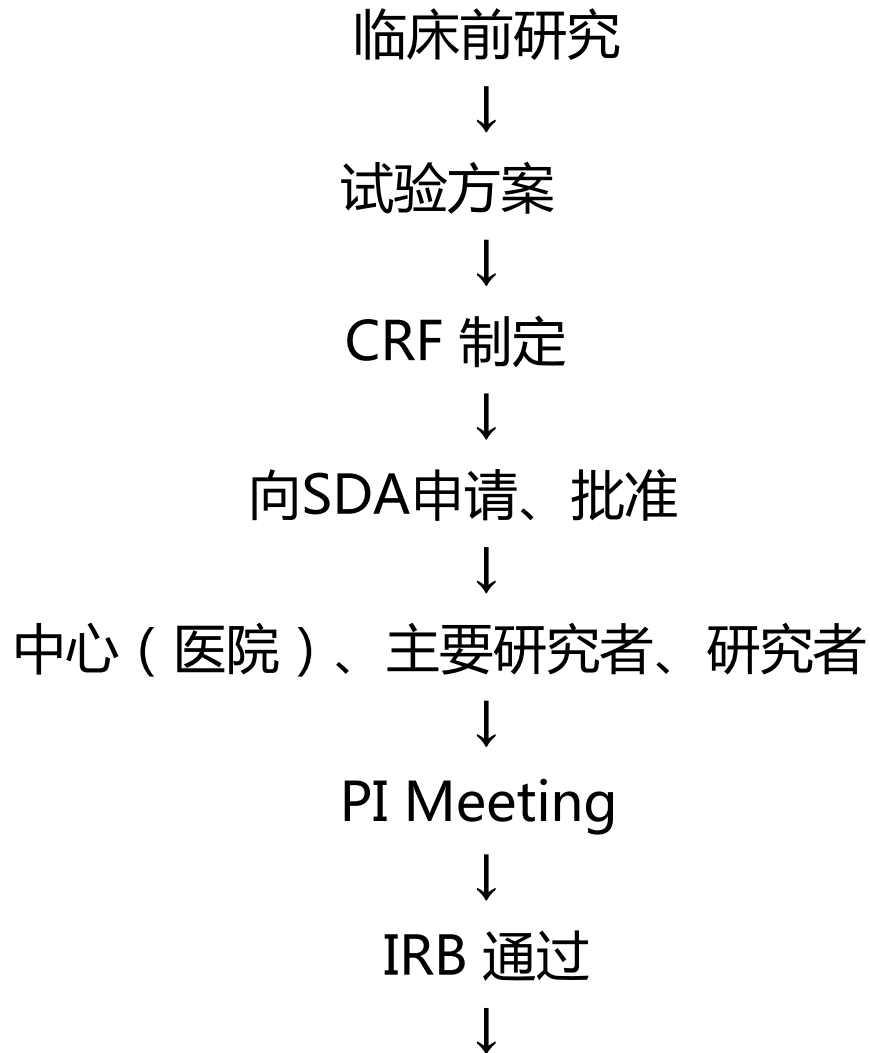 临床前研究
↓
试验方案
↓
CRF 制定
↓
向SDA申请、批准
↓
中心（医院）、主要研究者、研究者
↓
PI Meeting
↓
IRB 通过
↓